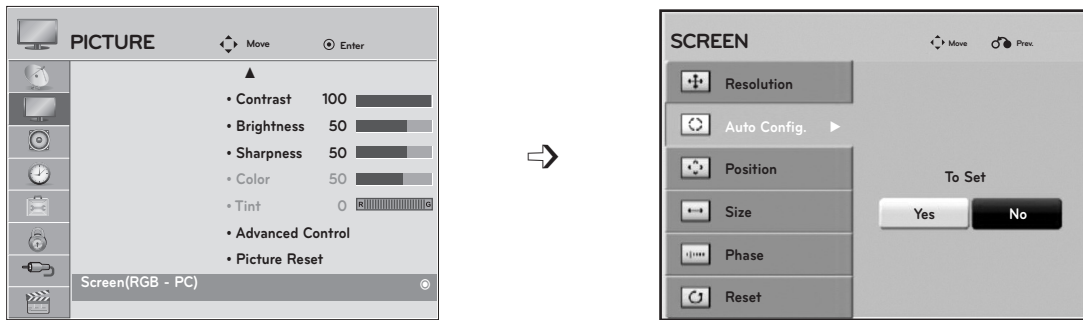 PICTURE Move Enter
• Contrast 100
• Brightness 50
• Sharpness 50
• Color 50
• Tint 0 R G
• Advanced Control
• Picture Reset
Screen(RGB - PC)
SCREEN Move Prev.
Resolution
Auto Config.
Position
Size
Phase
Reset
To Set
Yes No